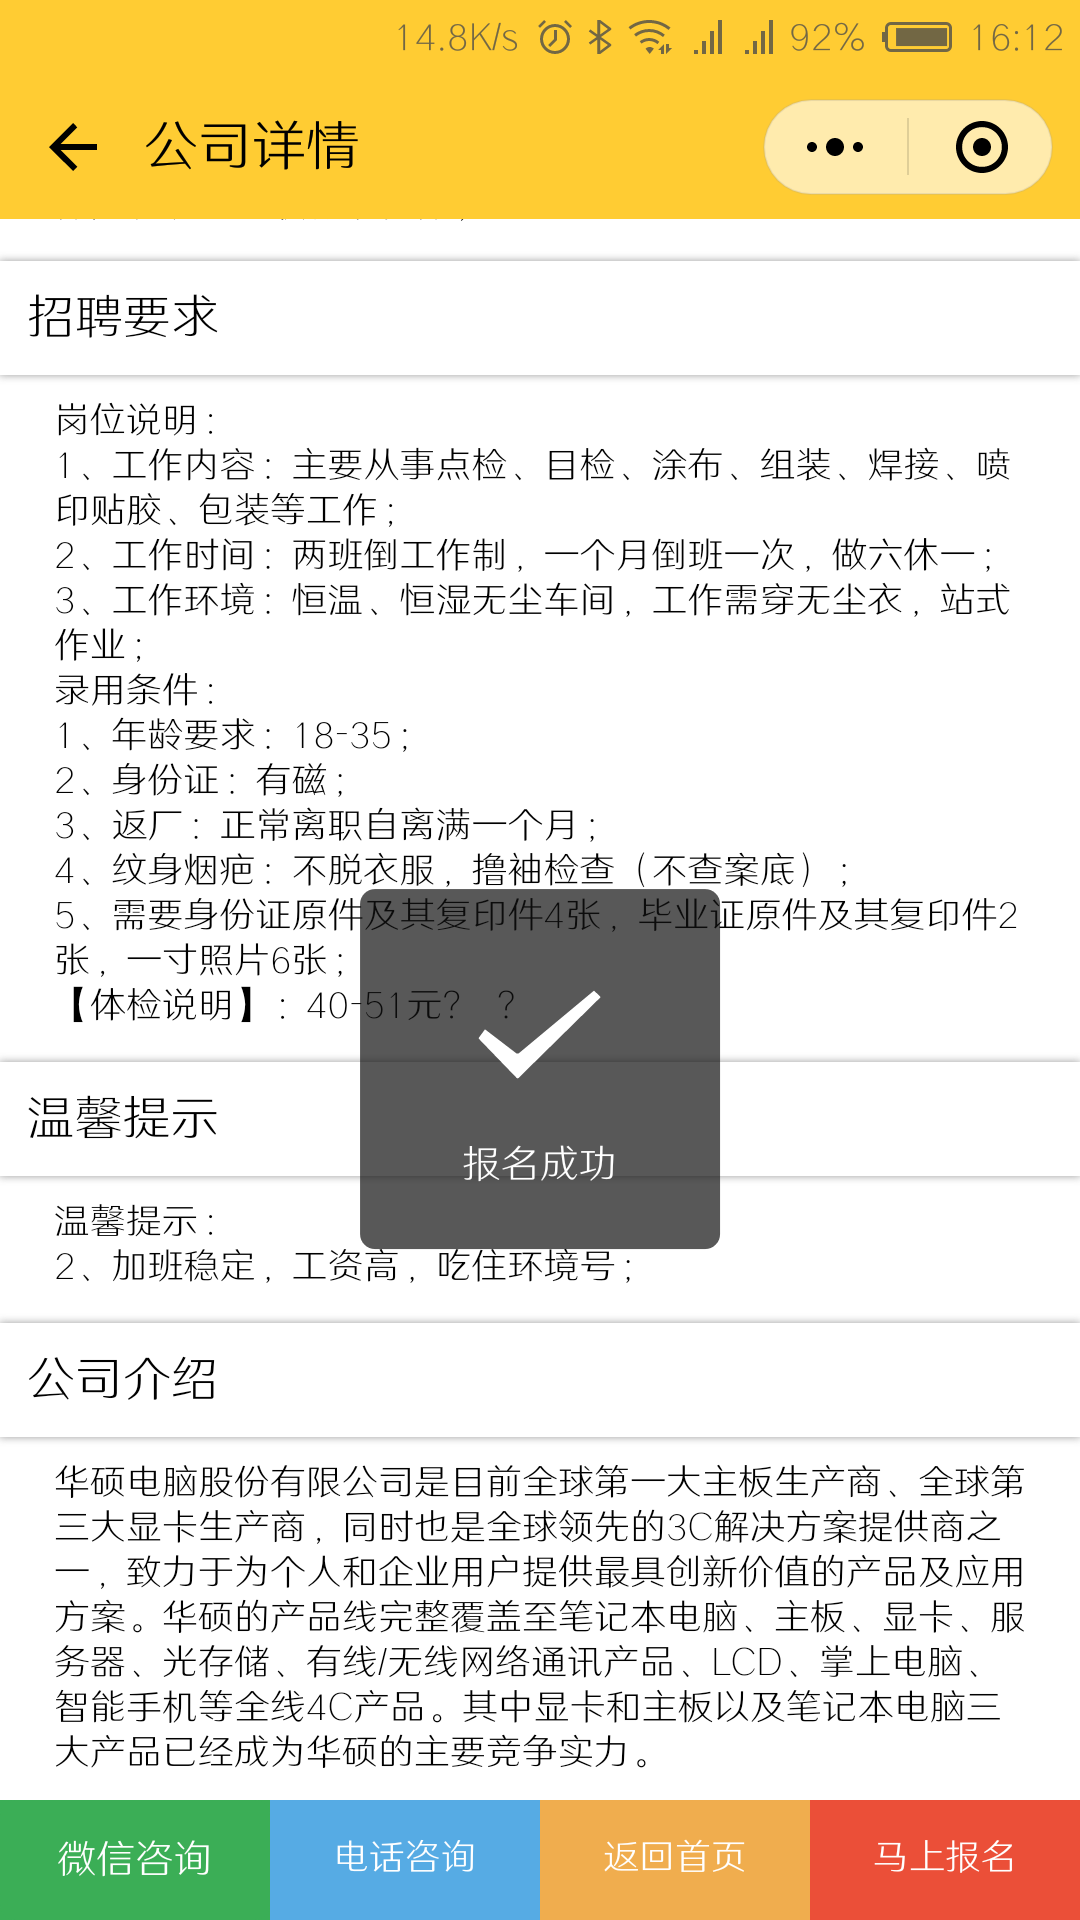 14.8K/s 92% 16:12
公司详情
招聘要求
岗位说明：
1、工作内容：主要从事点检、目检、涂布、组装、焊接、喷
印贴胶、包装等工作；
2、工作时间：两班倒工作制，一个月倒班一次，做六休一；
3、工作环境：恒温、恒湿无尘车间，工作需穿无尘衣，站式
作业；
录用条件：
1、年龄要求：18-35；
2、身份证：有磁；
3、返厂：正常离职自离满一个月；
4、纹身烟疤：不脱衣服，撸袖检查（不查案底）；
5、需要身份证原件及其复印件4张，毕业证原件及其复印件2
张，一寸照片6张；
【体检说明】：40-51元？ ？
报名成功
温馨提示
温馨提示：
2、加班稳定，工资高，吃住环境号；
公司介绍
华硕电脑股份有限公司是目前全球第一大主板生产商、全球第
三大显卡生产商，同时也是全球领先的3C解决方案提供商之
一，致力于为个人和企业用户提供最具创新价值的产品及应用
方案。华硕的产品线完整覆盖至笔记本电脑、主板、显卡、服
务器、光存储、有线/无线网络通讯产品、LCD、掌上电脑、
智能手机等全线4C产品。其中显卡和主板以及笔记本电脑三
大产品已经成为华硕的主要竞争实力。
微信咨询 电话咨询 返回首页 马上报名